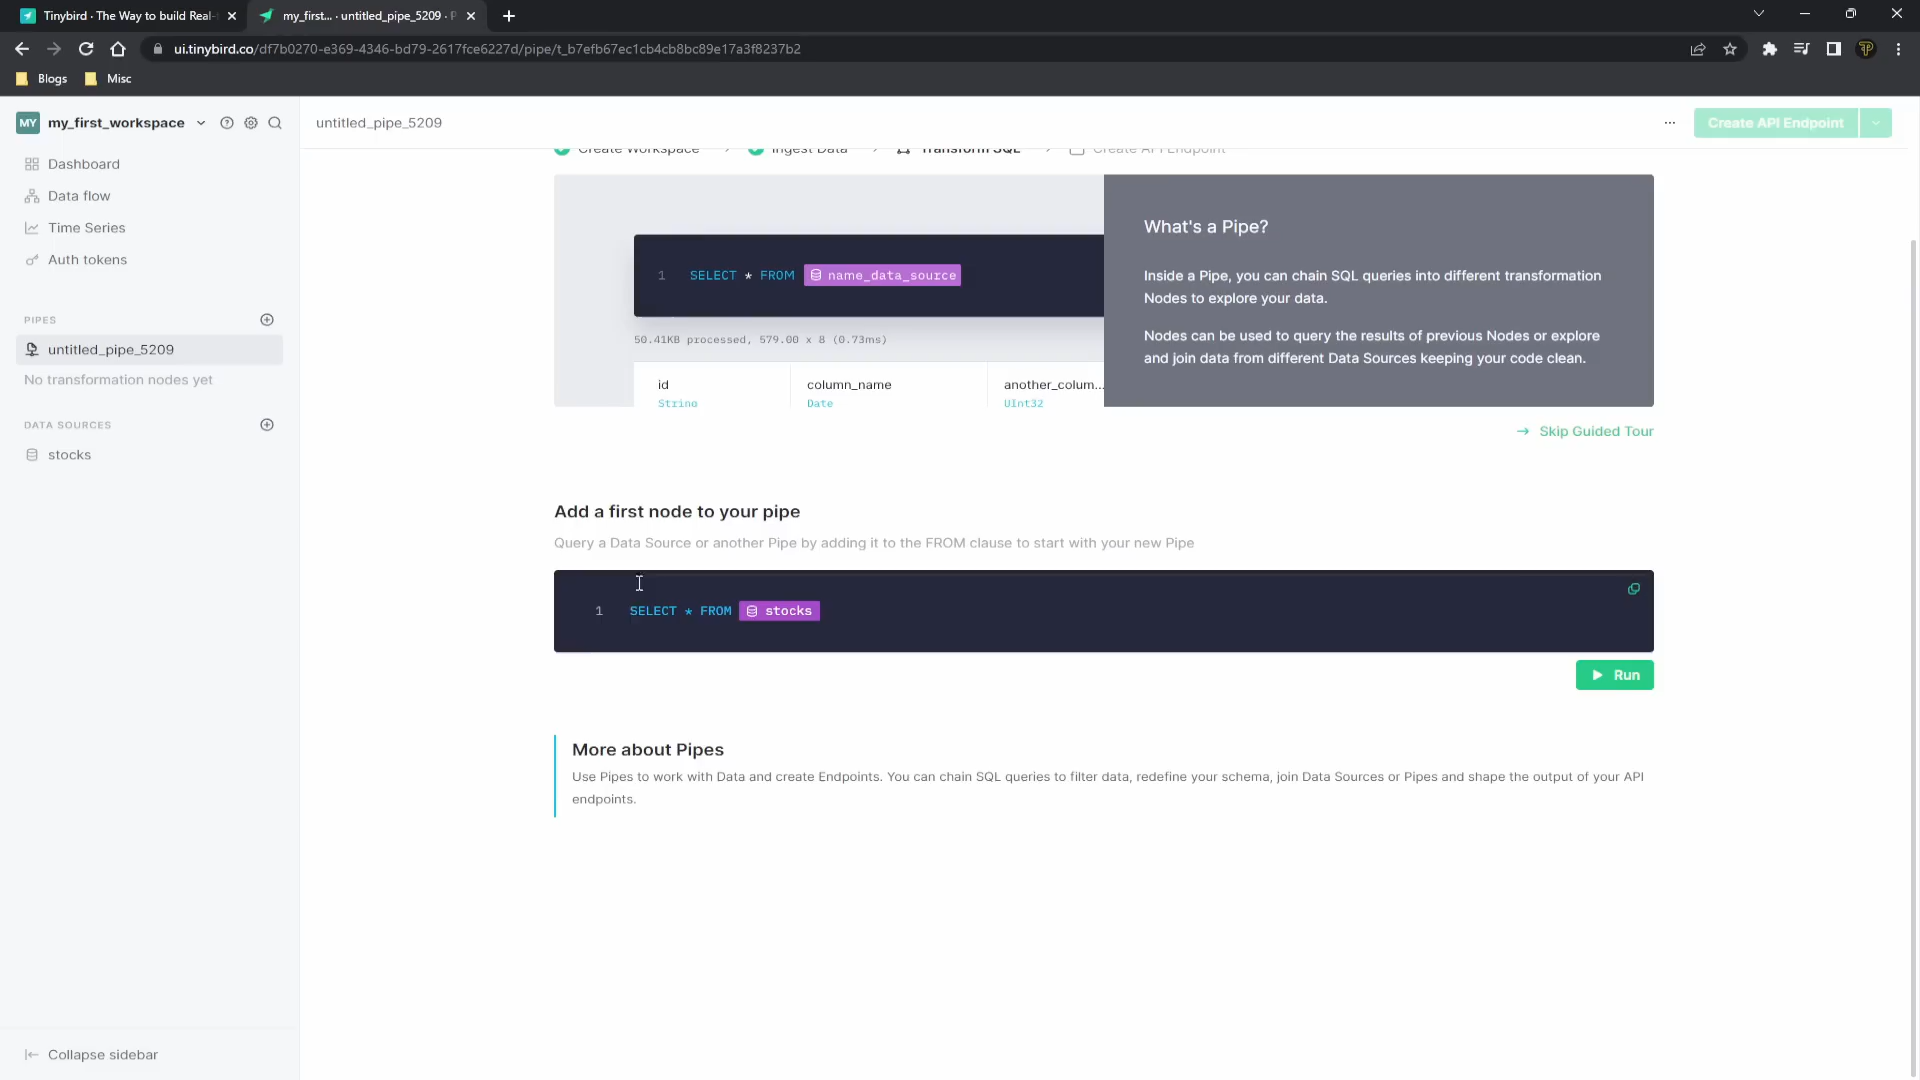 Tinybird · The Way to build Real-
my_first... · untitled_pipe_5209 · P
ui.tinybird.co/df7b0270-e369-4346-bd79-2617fce6227d/pipe/t_b7efb67ec1cb4cb8bc89e17a3f8237b2
Blogs
Misc
MY my_first_workspace
untitled_pipe_5209
...
Create API Endpoint
Dashboard
Data flow
Time Series
Auth tokens
PIPES
untitled_pipe_5209
No transformation nodes yet
DATA SOURCES
stocks
Collapse sidebar
Create Workspace
Ingest Data
Transform SQL
Create API Endpoint
1 SELECT * FROM name_data_source
50.41KB processed, 579.00 x 8 (0.73ms)
id column_name another_colum...
String Date UInt32
What's a Pipe?
Inside a Pipe, you can chain SQL queries into different transformation
Nodes to explore your data.
Nodes can be used to query the results of previous Nodes or explore
and join data from different Data Sources keeping your code clean.
→ Skip Guided Tour
Add a first node to your pipe
Query a Data Source or another Pipe by adding it to the FROM clause to start with your new Pipe
1 SELECT * FROM stocks
Run
More about Pipes
Use Pipes to work with Data and create Endpoints. You can chain SQL queries to filter data, redefine your schema, join Data Sources or Pipes and shape the output of your API
endpoints.